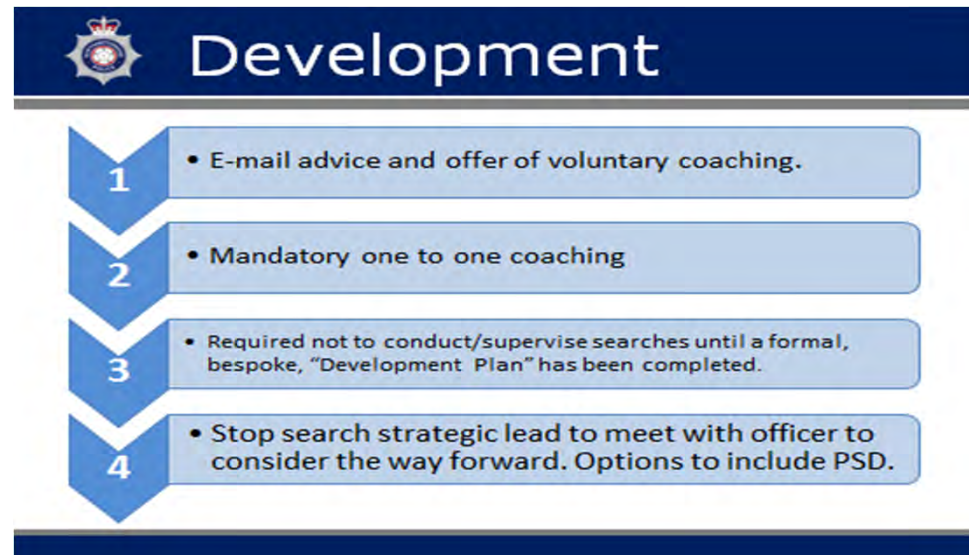 Development
1
• E-mail advice and offer of voluntary coaching.
2
• Mandatory one to one coaching
3
• Required not to conduct/supervise searches until a formal,
bespoke, “Development Plan” has been completed.
4
• Stop search strategic lead to meet with officer to
consider the way forward. Options to include PSD.